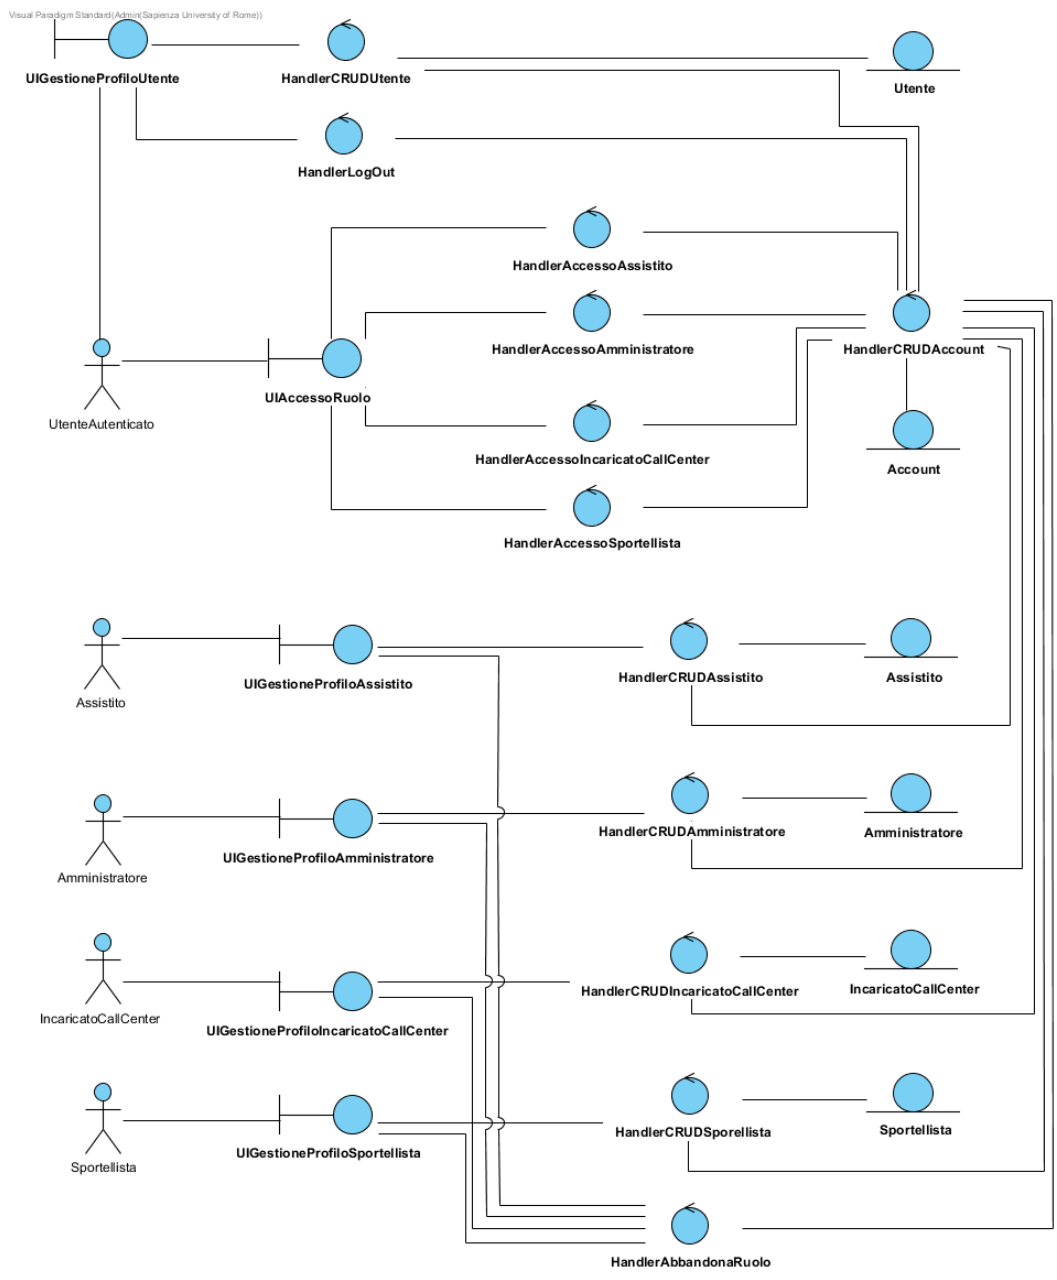 Visual Paradigm Standard(Admin(Sapienza University of Rome))
UIGestioneProfiloUtente
HandlerCRUDUtente
Utente
HandlerLogOut
HandlerAccessoAssistito
HandlerAccessoAmministratore
HandlerCRUDAccount
UIAccessoRuolo
UtenteAutenticato
HandlerAccessoIncaricatoCallCenter
Account
HandlerAccessoSportellista
Assistito
UIGestioneProfiloAssistito
HandlerCRUDAssistito
Assistito
Amministratore
UIGestioneProfiloAmministratore
HandlerCRUDAmministratore
Amministratore
IncaricatoCallCenter
UIGestioneProfiloIncaricatoCallCenter
HandlerCRUDIncaricatoCallCenter
IncaricatoCallCenter
Sportellista
UIGestioneProfiloSportellista
HandlerCRUDSporellista
Sportellista
HandlerAbbandonaRuolo